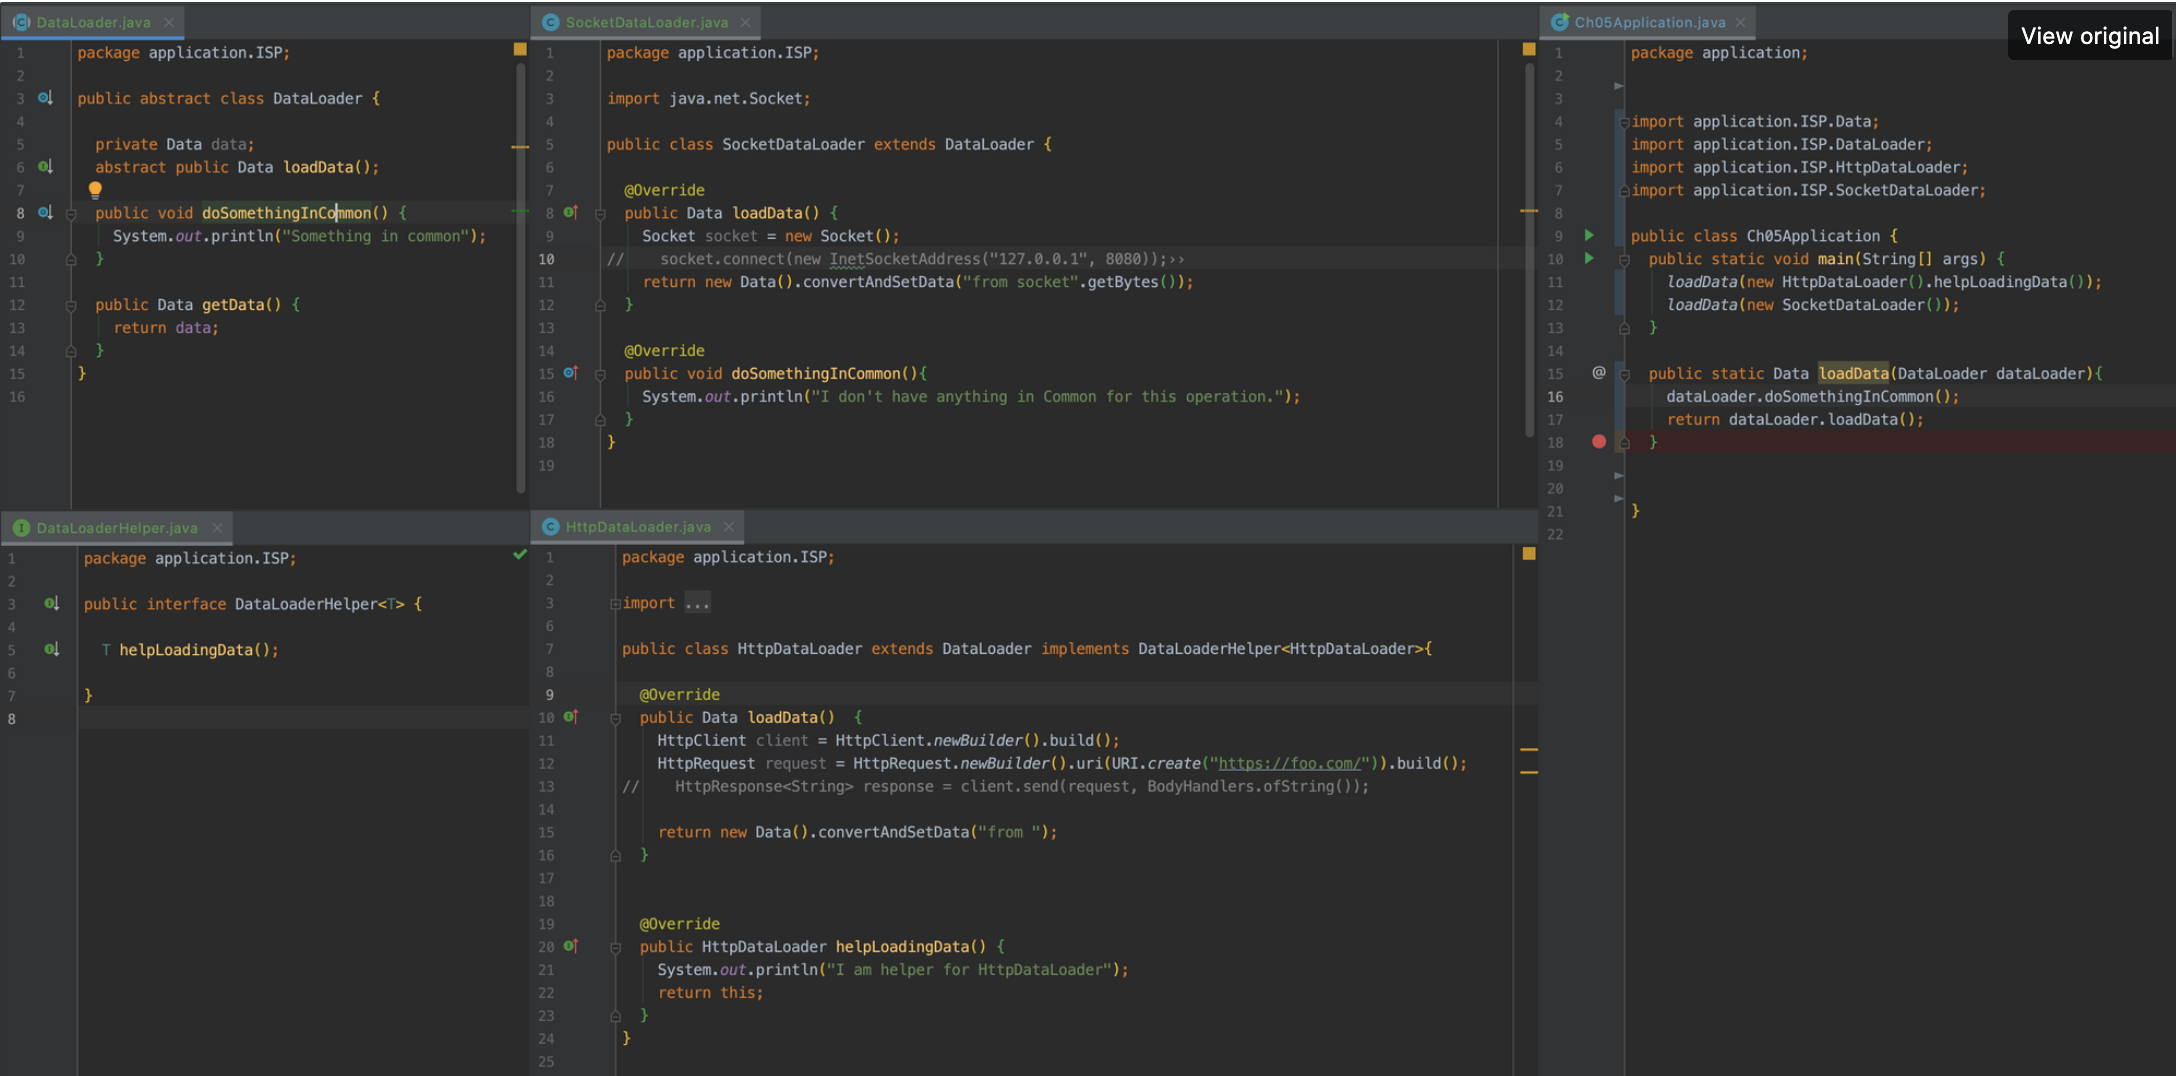 DataLoader.java
1 package application.ISP;
2
3 public abstract class DataLoader {
4
5 private Data data;
6 abstract public Data loadData();
7
8 public void doSomethingInCommon() {
9 System.out.println("Something in common");
10 }
11
12 public Data getData() {
13 return data;
14 }
15 }
16
SocketDataLoader.java
1 package application.ISP;
2
3 import java.net.Socket;
4
5 public class SocketDataLoader extends DataLoader {
6
7 @Override
8 public Data loadData() {
9 Socket socket = new Socket();
10 // socket.connect(new InetSocketAddress("127.0.0.1", 8080));››
11 return new Data().convertAndSetData("from socket".getBytes());
12 }
13
14 @Override
15 public void doSomethingInCommon(){
16 System.out.println("I don't have anything in Common for this operation.");
17 }
18 }
19
Ch05Application.java
View original
1 package application;
2
3
4 import application.ISP.Data;
5 import application.ISP.DataLoader;
6 import application.ISP.HttpDataLoader;
7 import application.ISP.SocketDataLoader;
8
9 public class Ch05Application {
10 public static void main(String[] args) {
11 loadData(new HttpDataLoader().helpLoadingData());
12 loadData(new SocketDataLoader());
13 }
14
15 @ public static Data loadData(DataLoader dataLoader){
16 dataLoader.doSomethingInCommon();
17 return dataLoader.loadData();
18 }
19
20
21 }
22
DataLoaderHelper.java
1 package application.ISP;
2
3 public interface DataLoaderHelper<T> {
4
5 T helpLoadingData();
6
7 }
8
HttpDataLoader.java
1 package application.ISP;
2
3 import ...
6
7 public class HttpDataLoader extends DataLoader implements DataLoaderHelper<HttpDataLoader>{
8
9 @Override
10 public Data loadData() {
11 HttpClient client = HttpClient.newBuilder().build();
12 HttpRequest request = HttpRequest.newBuilder().uri(URI.create("https://foo.com/")).build();
13 // HttpResponse<String> response = client.send(request, BodyHandlers.ofString());
14
15 return new Data().convertAndSetData("from ");
16 }
17
18
19 @Override
20 public HttpDataLoader helpLoadingData() {
21 System.out.println("I am helper for HttpDataLoader");
22 return this;
23 }
24 }
25